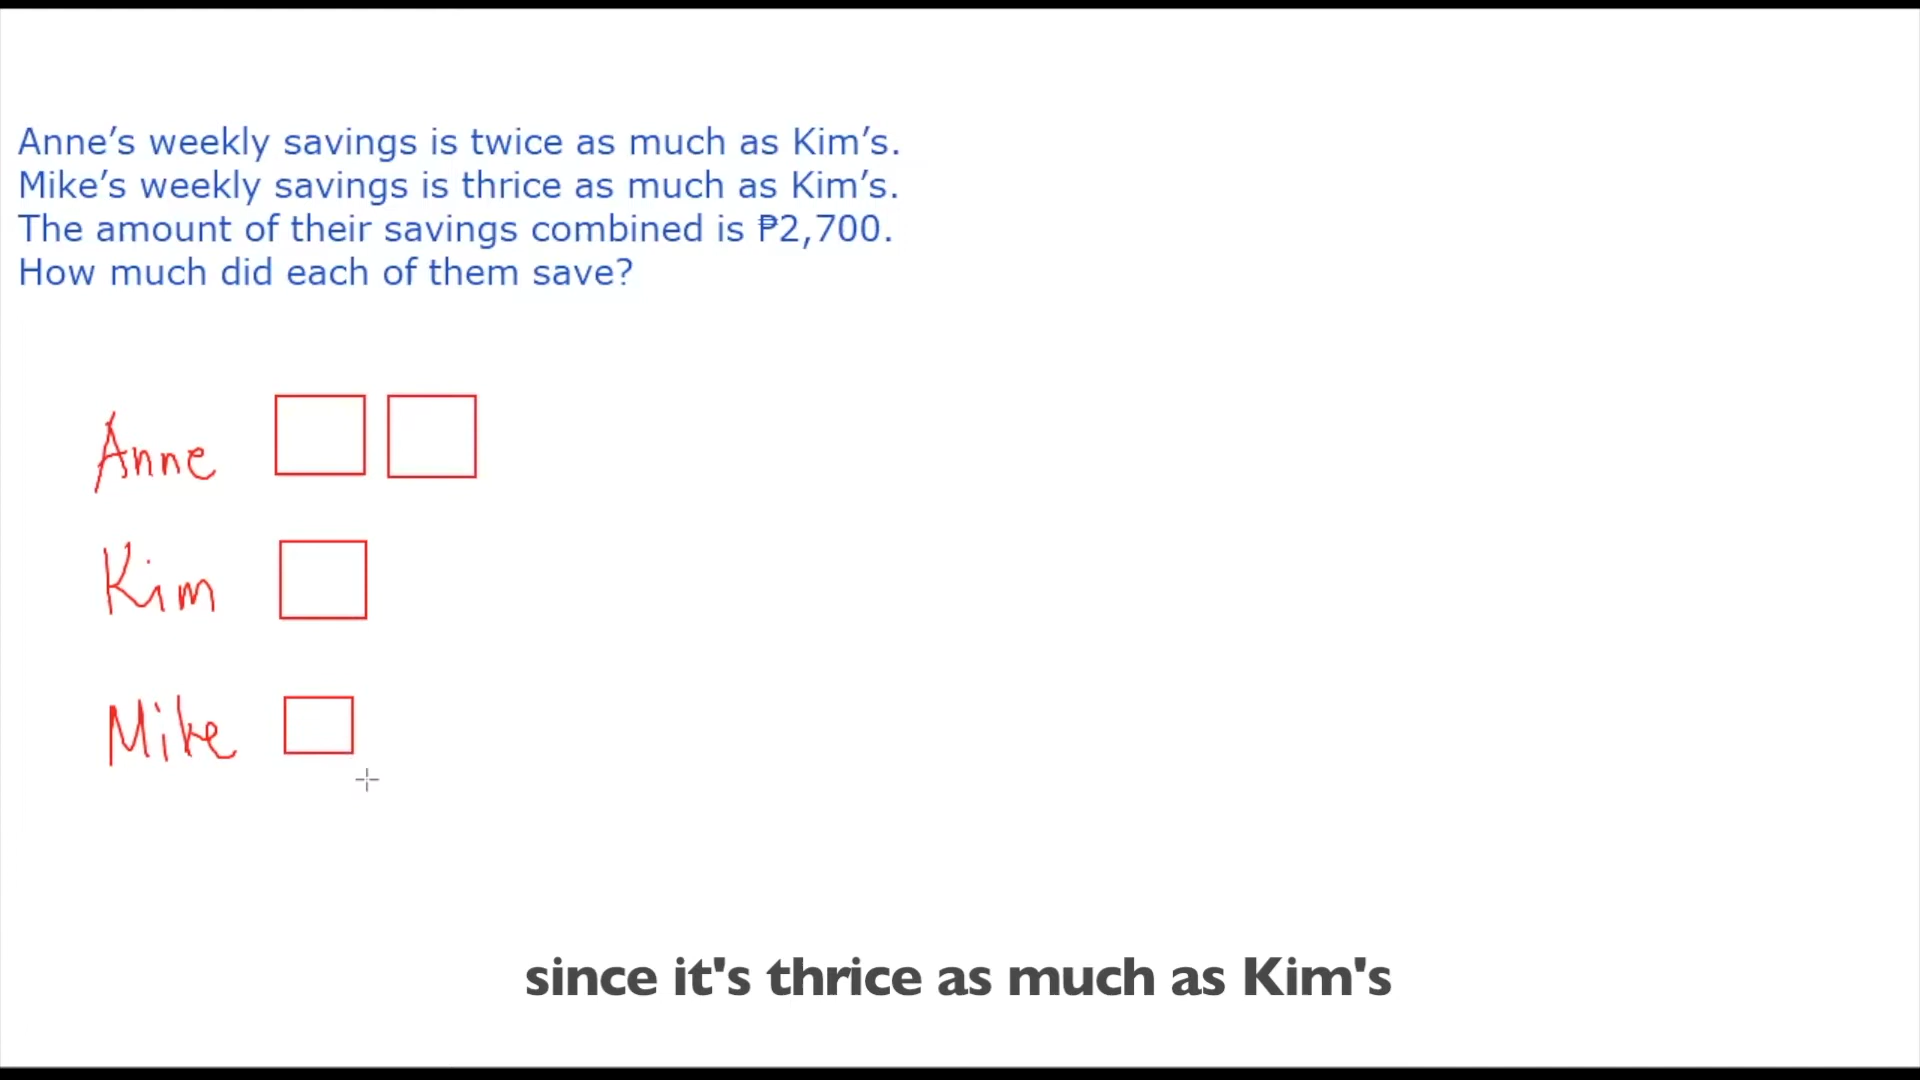 Anne’s weekly savings is twice as much as Kim’s.
Mike’s weekly savings is thrice as much as Kim’s.
The amount of their savings combined is ₱2,700.
How much did each of them save?
Anne
Kim
Mike
since it's thrice as much as Kim's